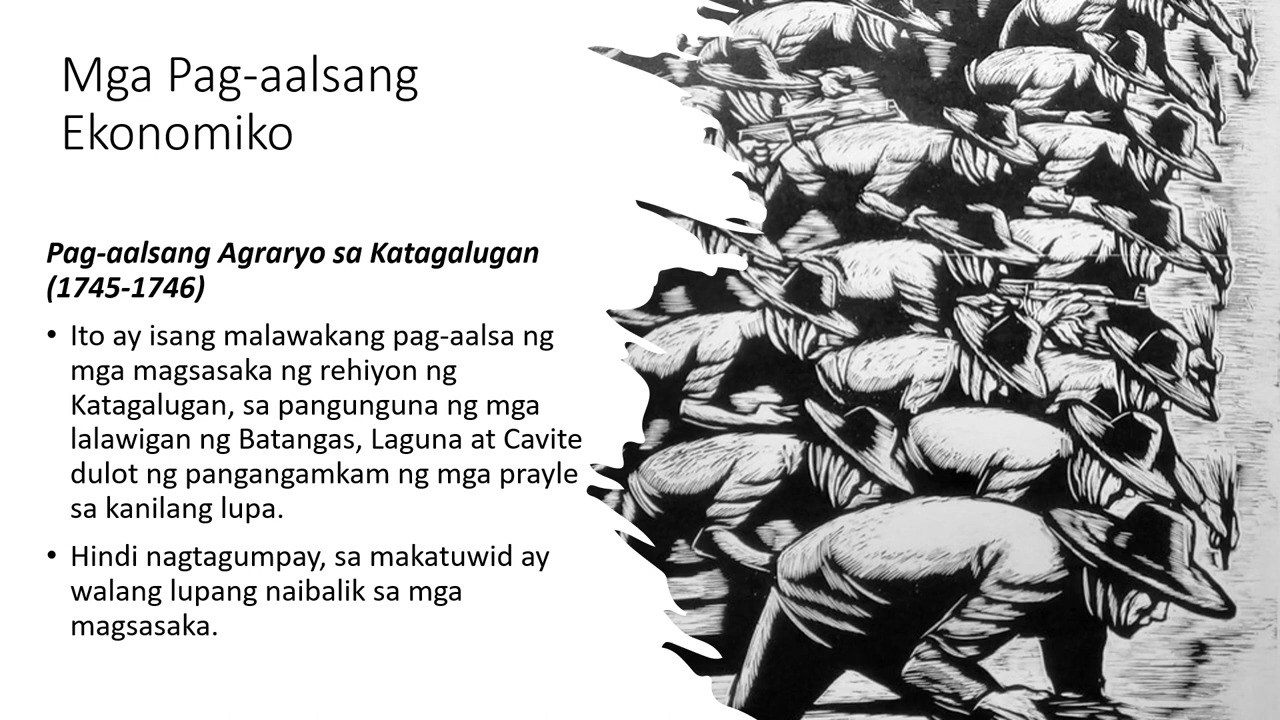 Mga Pag-aalsang
Ekonomiko
Pag-aalsang Agraryo sa Katagalugan
(1745-1746)
• Ito ay isang malawakang pag-aalsa ng
mga magsasaka ng rehiyon ng
Katagalugan, sa pangunguna ng mga
lalawigan ng Batangas, Laguna at Cavite
dulot ng pangangamkam ng mga prayle
sa kanilang lupa.
• Hindi nagtagumpay, sa makatuwid ay
walang lupang naibalik sa mga
magsasaka.